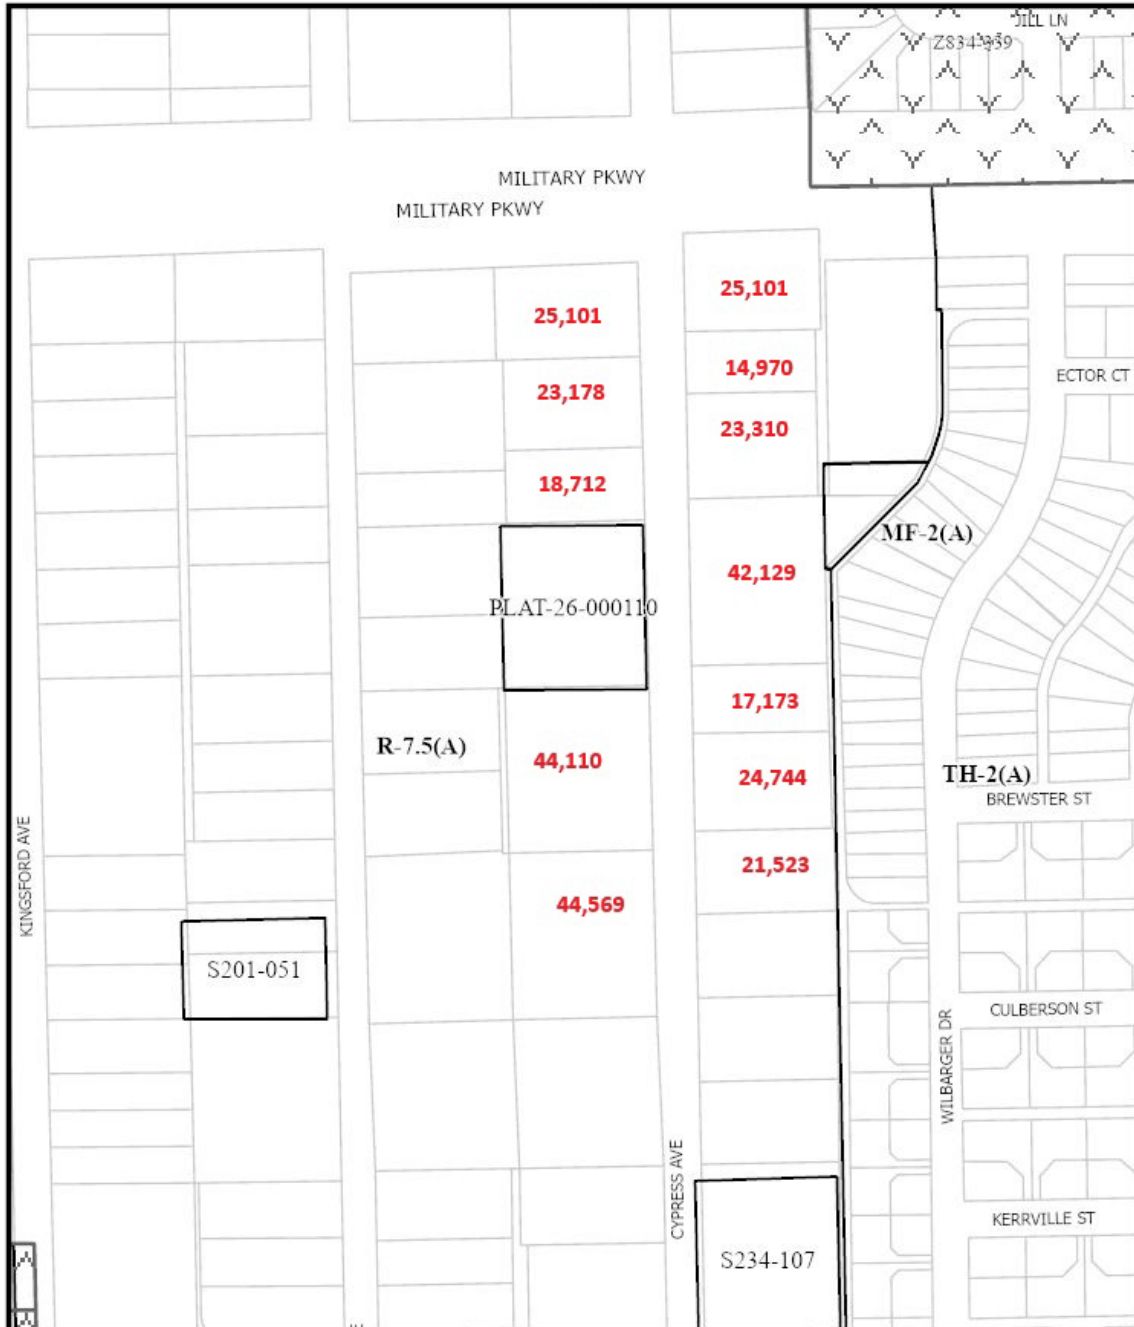 JILL LN
Z834-939
MILITARY PKWY
MILITARY PKWY
25,101
25,101
14,970
ECTOR CT
23,178
23,310
18,712
MF-2(A)
42,129
PLAT-26-000110
17,173
R-7.5(A)
44,110
24,744
TH-2(A)
BREWSTER ST
KINGSFORD AVE
21,523
44,569
S201-051
CULBERSON ST
WILBARGER DR
CYPRESS AVE
KERRVILLE ST
S234-107